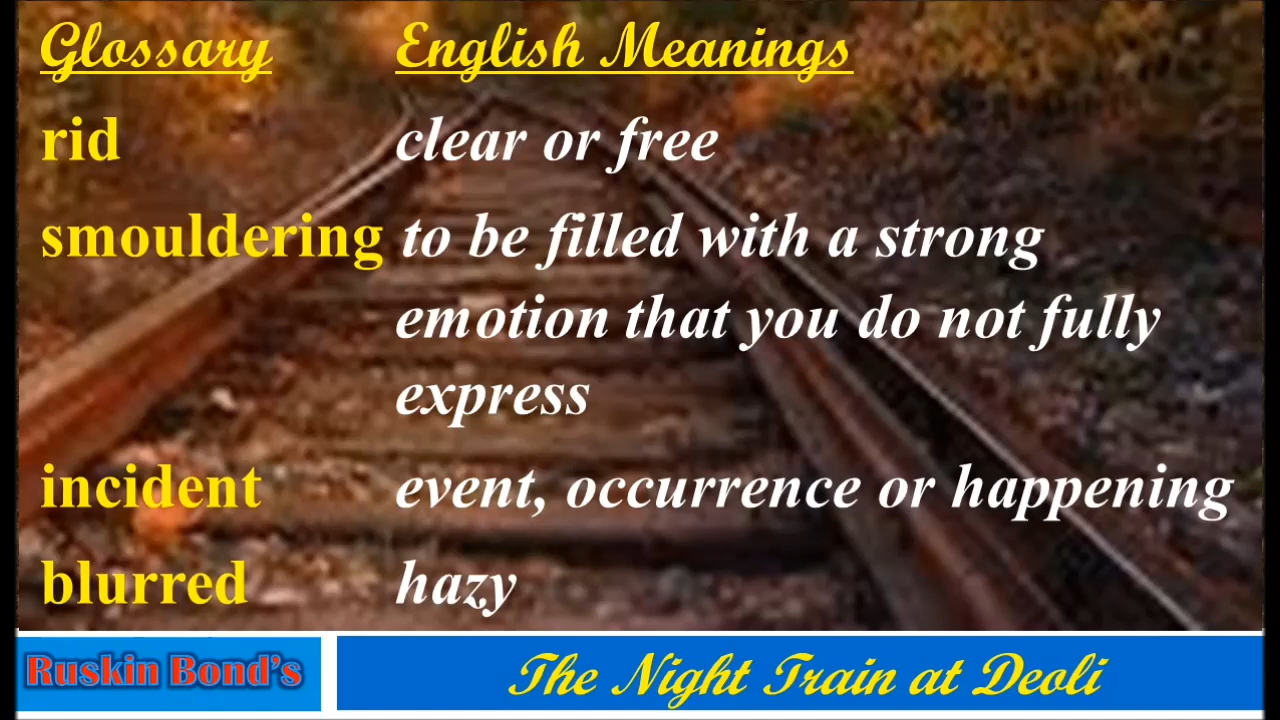 Glossary English Meanings
rid clear or free
smouldering to be filled with a strong
emotion that you do not fully
express
incident event, occurrence or happening
blurred hazy
Ruskin Bond's The Night Train at Deoli